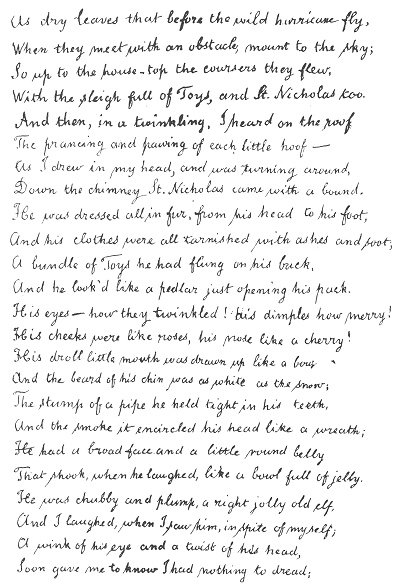 As dry leaves that before the wild hurricane fly,
When they meet with an obstacle, mount to the sky;
So up to the house-top the coursers they flew,
With the sleigh full of Toys, and St. Nicholas too.
And then, in a twinkling, I heard on the roof
The prancing and pawing of each little hoof—
As I drew in my head, and was turning around,
Down the chimney St. Nicholas came with a bound.
He was dressed all in fur, from his head to his foot,
And his clothes were all tarnished with ashes and soot;
A bundle of Toys he had flung on his back,
And he look'd like a pedlar just opening his pack.
His eyes—how they twinkled! his dimples how merry!
His cheeks were like roses, his nose like a cherry!
His droll little mouth was drawn up like a bow
And the beard of his chin was as white as the snow;
The stump of a pipe he held tight in his teeth,
And the smoke it encircled his head like a wreath;
He had a broad face and a little round belly
That shook, when he laughed, like a bowl full of jelly.
He was chubby and plump, a right jolly old elf,
And I laughed, when I saw him, in spite of myself;
A wink of his eye and a twist of his head,
Soon gave me to know I had nothing to dread;